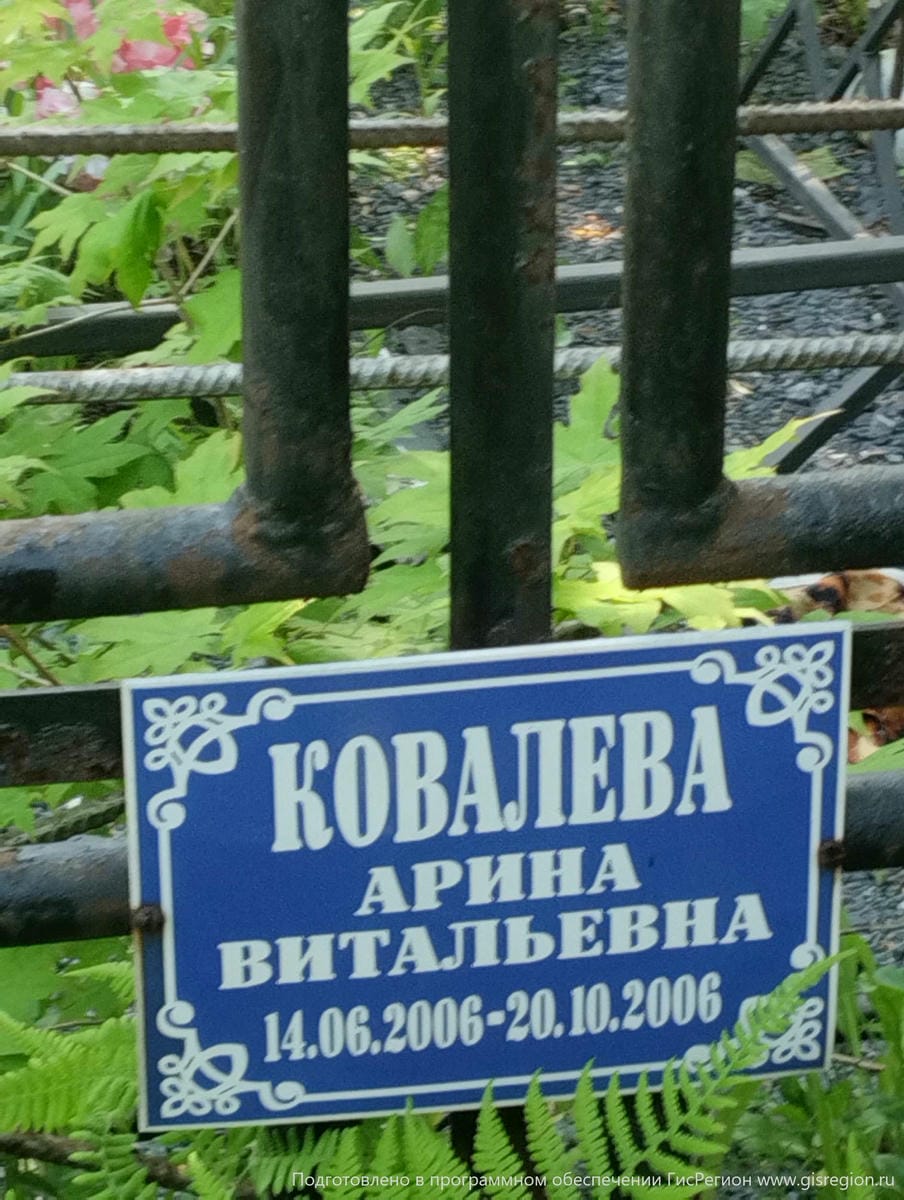 КОВАЛЕВА
АРИНА
ВИТАЛЬЕВНА
14.06.2006-20.10.2006
Подготовлено в программном обеспечении ГисРегион www.gisregion.ru